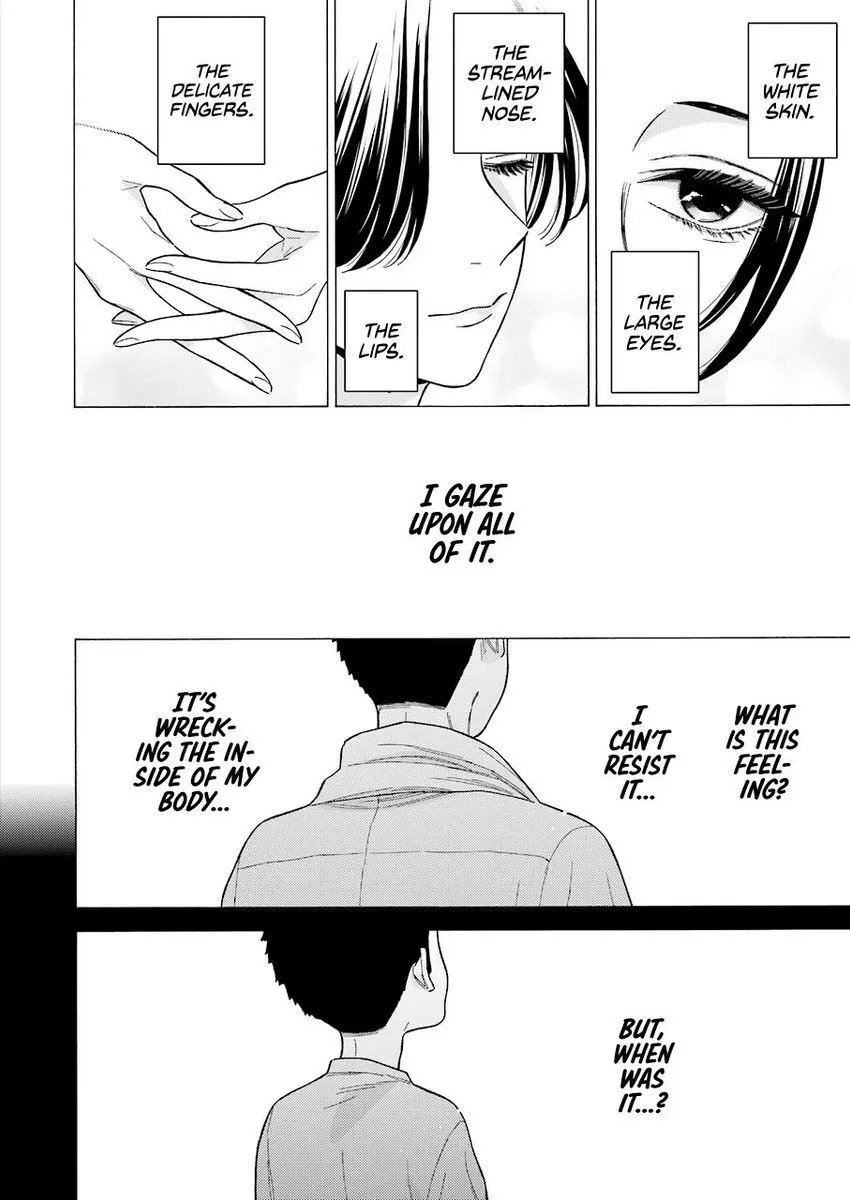 THE
WHITE
SKIN.
THE
LARGE
EYES.
THE
STREAM-
LINED
NOSE.
THE
LIPS.
THE
DELICATE
FINGERS.
I GAZE
UPON ALL
OF IT.
WHAT
IS THIS
FEEL-
ING?
I
CAN'T
RESIST
IT...
IT'S
WRECK-
ING THE IN-
SIDE OF MY
BODY...
BUT,
WHEN
WAS
IT...?